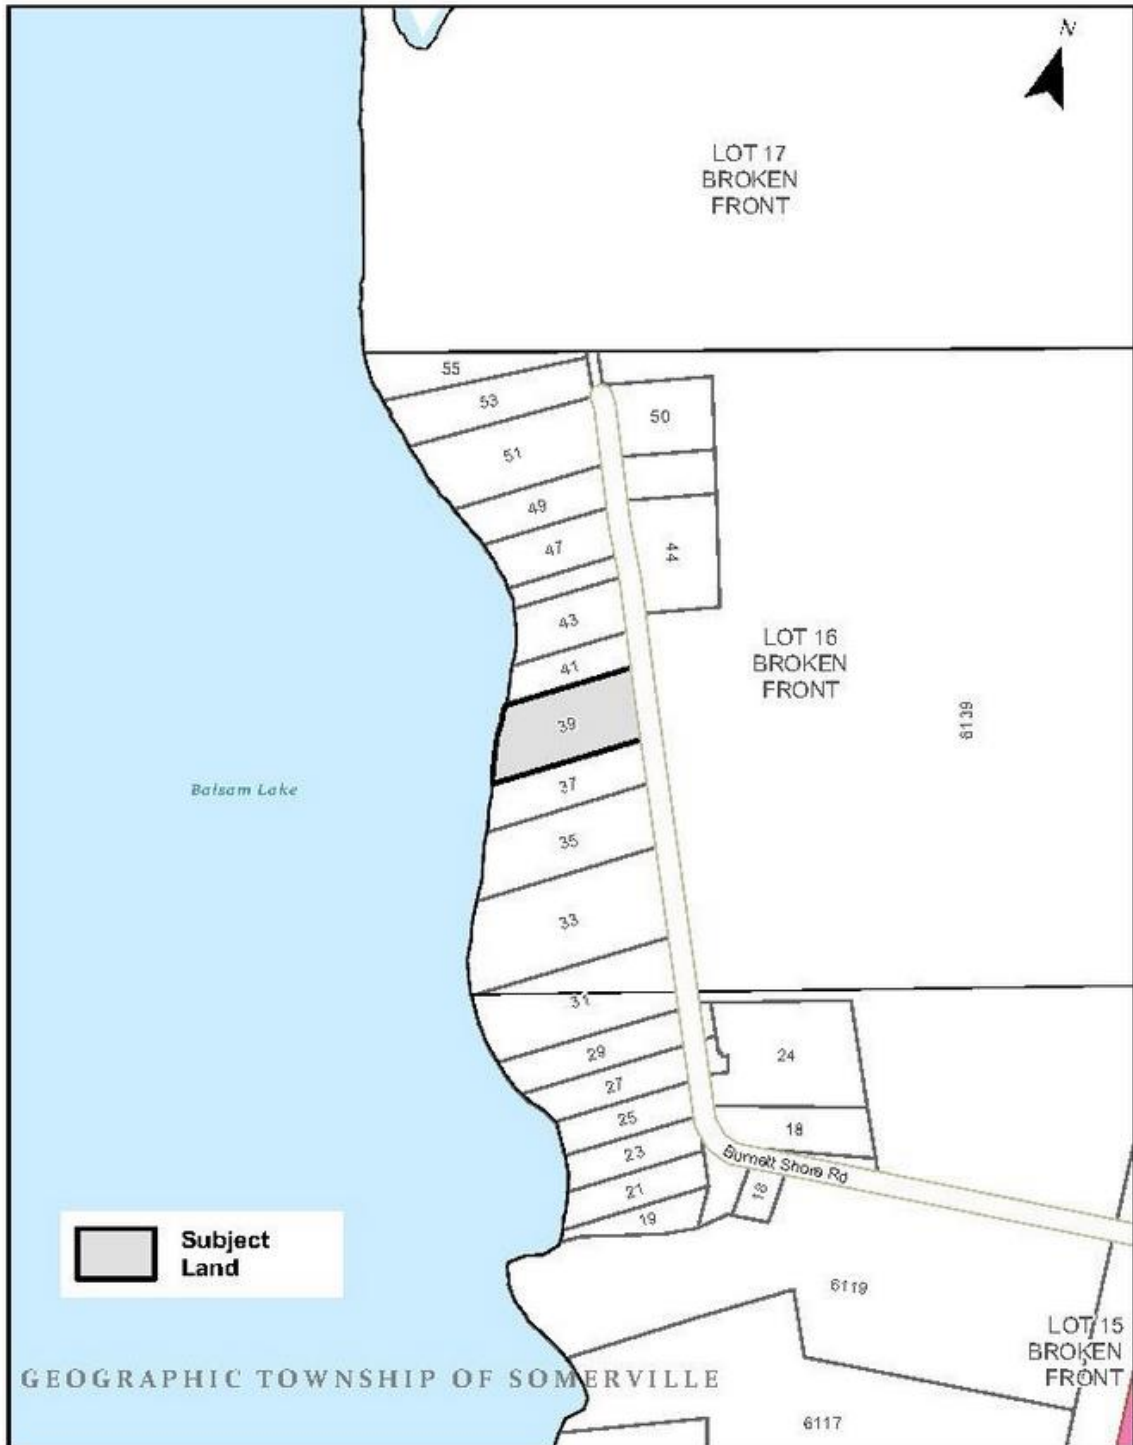 N
LOT 17
BROKEN
FRONT
55
53
50
51
49
47
44
43
LOT 16
BROKEN
FRONT
41
39
6139
37
Balsam Lake
35
33
31
29
24
27
25
18
23
Burnett Shore Rd
21
18
19
Subject
Land
6119
LOT 15
BROKEN
FRONT
GEOGRAPHIC TOWNSHIP OF SOMERVILLE
6117